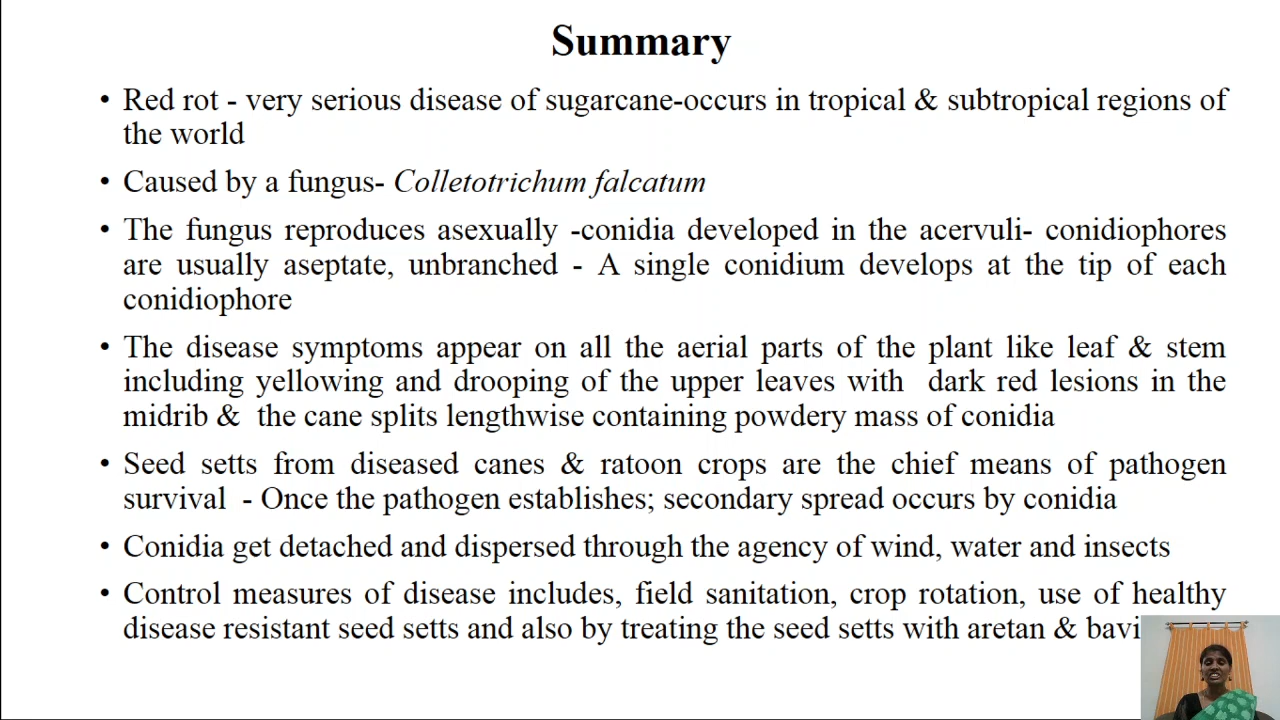 Summary
• Red rot - very serious disease of sugarcane-occurs in tropical & subtropical regions of
the world
• Caused by a fungus- Colletotrichum falcatum
• The fungus reproduces asexually -conidia developed in the acervuli- conidiophores
are usually aseptate, unbranched - A single conidium develops at the tip of each
conidiophore
• The disease symptoms appear on all the aerial parts of the plant like leaf & stem
including yellowing and drooping of the upper leaves with dark red lesions in the
midrib & the cane splits lengthwise containing powdery mass of conidia
• Seed setts from diseased canes & ratoon crops are the chief means of pathogen
survival - Once the pathogen establishes; secondary spread occurs by conidia
• Conidia get detached and dispersed through the agency of wind, water and insects
• Control measures of disease includes, field sanitation, crop rotation, use of healthy
disease resistant seed setts and also by treating the seed setts with aretan &